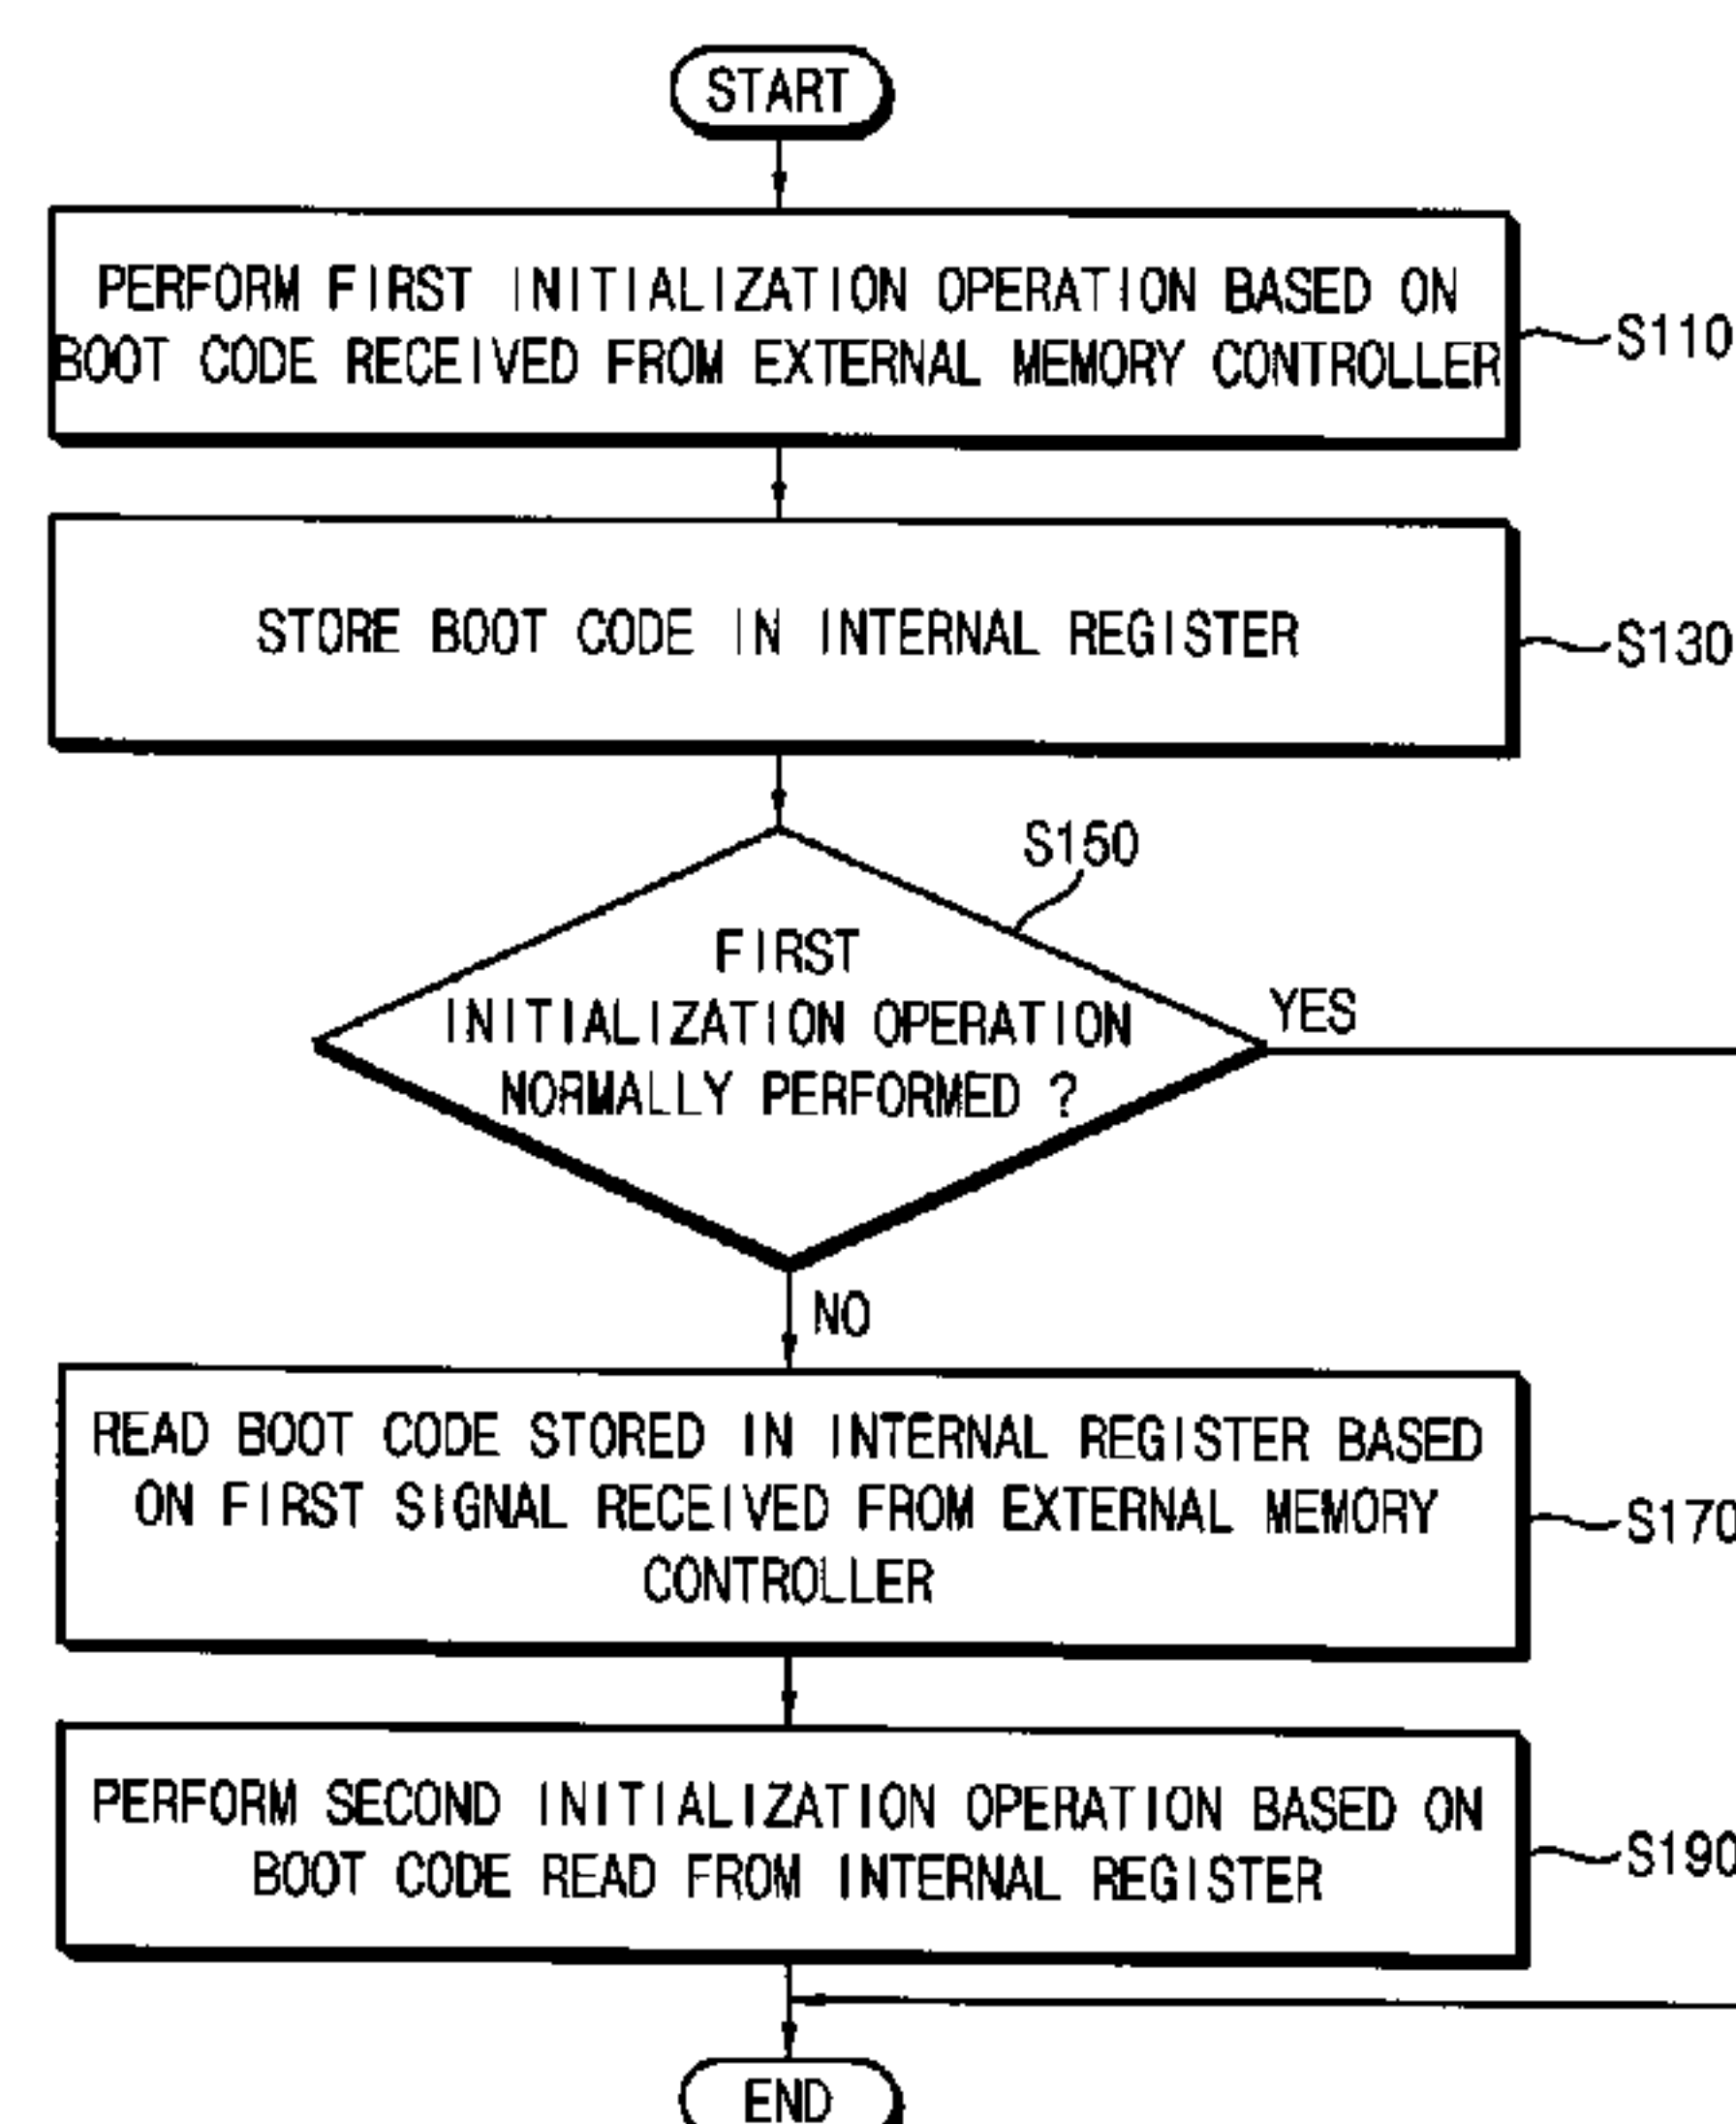 START
PERFORM FIRST INITIALIZATION OPERATION BASED ON
BOOT CODE RECEIVED FROM EXTERNAL MEMORY CONTROLLER
S110
STORE BOOT CODE IN INTERNAL REGISTER
S130
S150
FIRST
INITIALIZATION OPERATION
NORMALLY PERFORMED ?
YES
NO
READ BOOT CODE STORED IN INTERNAL REGISTER BASED
ON FIRST SIGNAL RECEIVED FROM EXTERNAL MEMORY
CONTROLLER
S170
PERFORM SECOND INITIALIZATION OPERATION BASED ON
BOOT CODE READ FROM INTERNAL REGISTER
S190
END